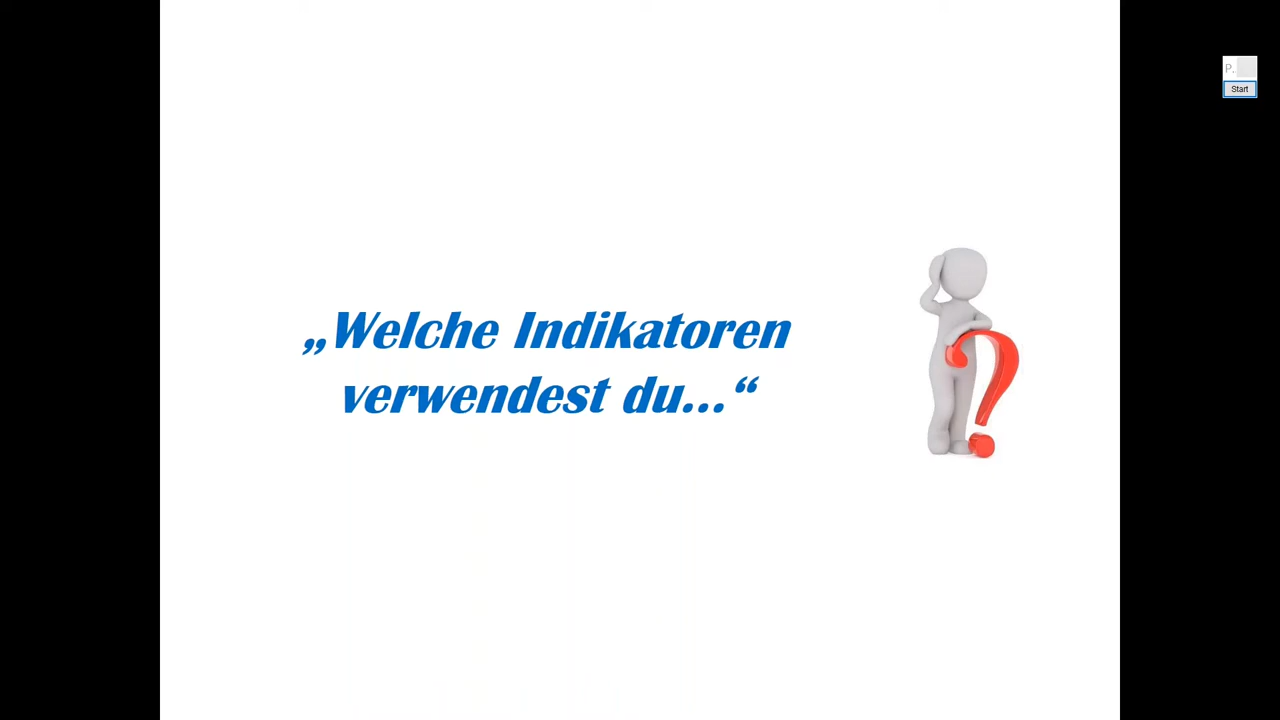 „Welche Indikatoren
verwendest du...“
P..
Start